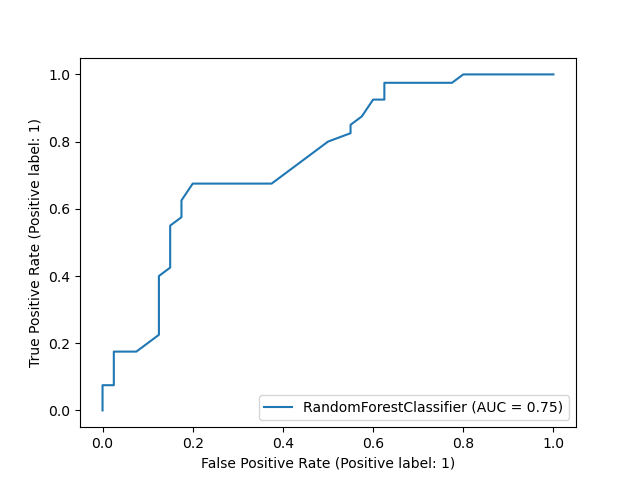 1.0
0.8
0.6
0.4
0.2
0.0
True Positive Rate (Positive label: 1)
RandomForestClassifier (AUC = 0.75)
0.0 0.2 0.4 0.6 0.8 1.0
False Positive Rate (Positive label: 1)